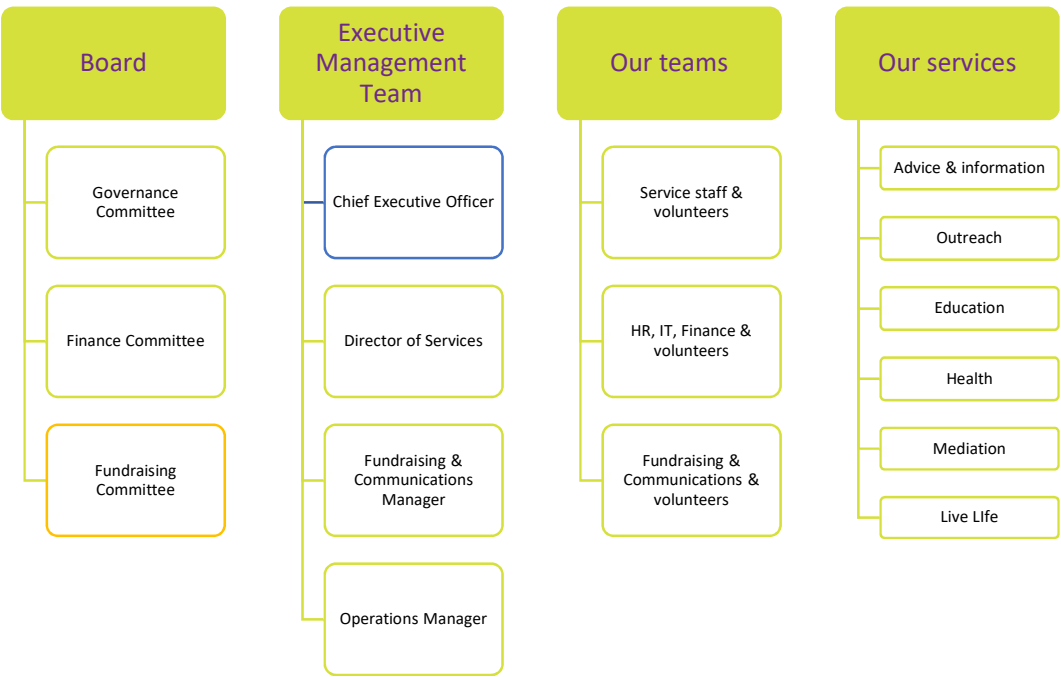 Board
Governance
Committee
Finance Committee
Fundraising
Committee
Executive
Management
Team
Chief Executive Officer
Director of Services
Fundraising &
Communications
Manager
Operations Manager
Our teams
Service staff &
volunteers
HR, IT, Finance &
volunteers
Fundraising &
Communications &
volunteers
Our services
Advice & information
Outreach
Education
Health
Mediation
Live LIfe